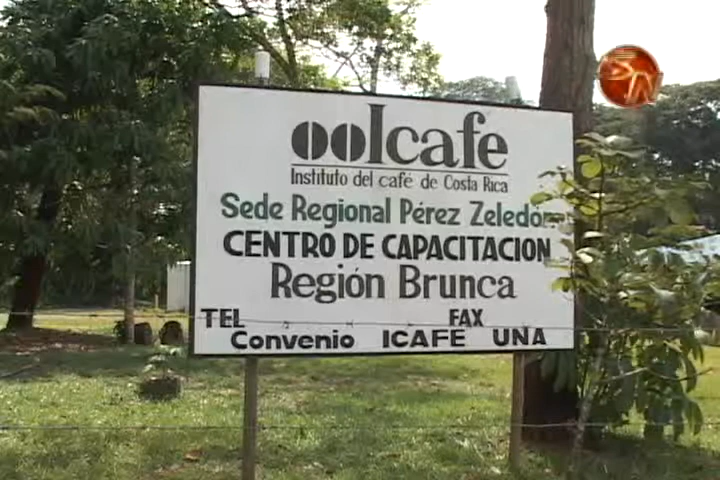 oolcafe
Instituto del café de Costa Rica
Sede Regional Pérez Zeledón
CENTRO DE CAPACITACION
Región Brunca
TEL FAX
Convenio ICAFE UNA